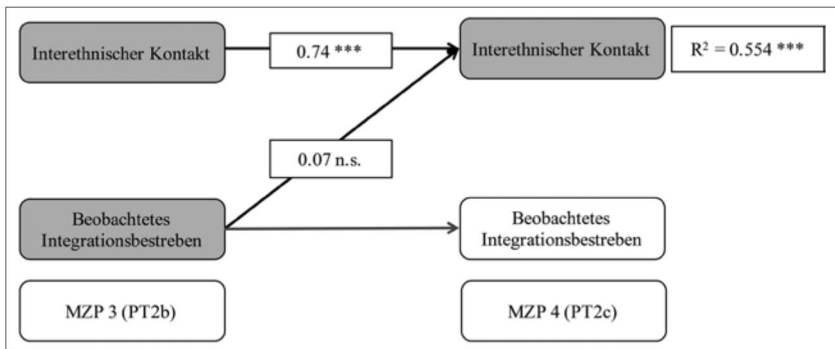 Interethnischer Kontakt
0.74 ***
Interethnischer Kontakt
R² = 0.554 ***
0.07 n.s.
Beobachtetes
Integrationsbestreben
Beobachtetes
Integrationsbestreben
MZP 3 (PT2b)
MZP 4 (PT2c)